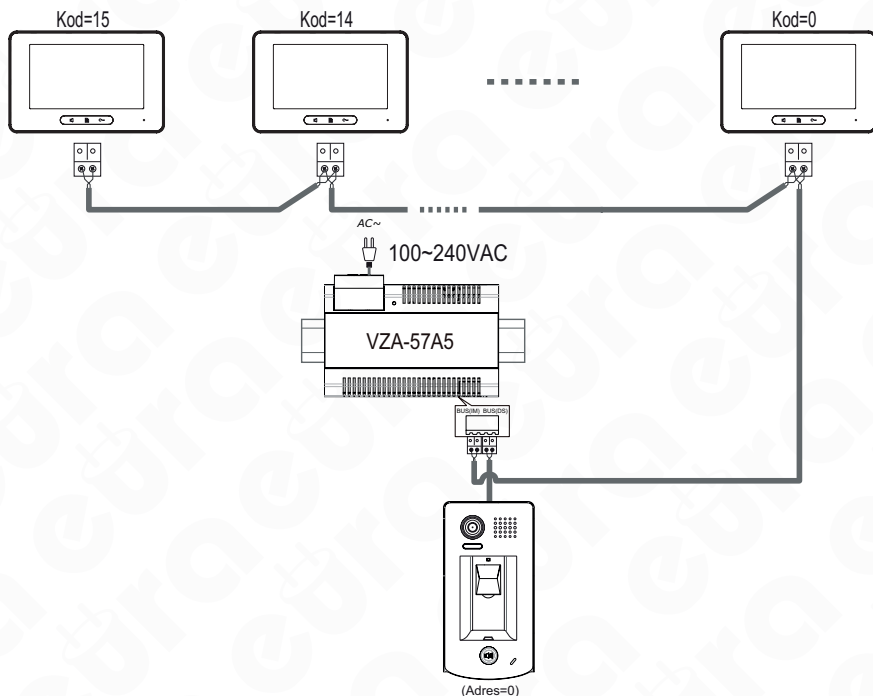 Kod=15
Kod=14
Kod=0
AC~
100~240VAC
VZA-57A5
BUS(IM) BUS(DS)
(Adres=0)